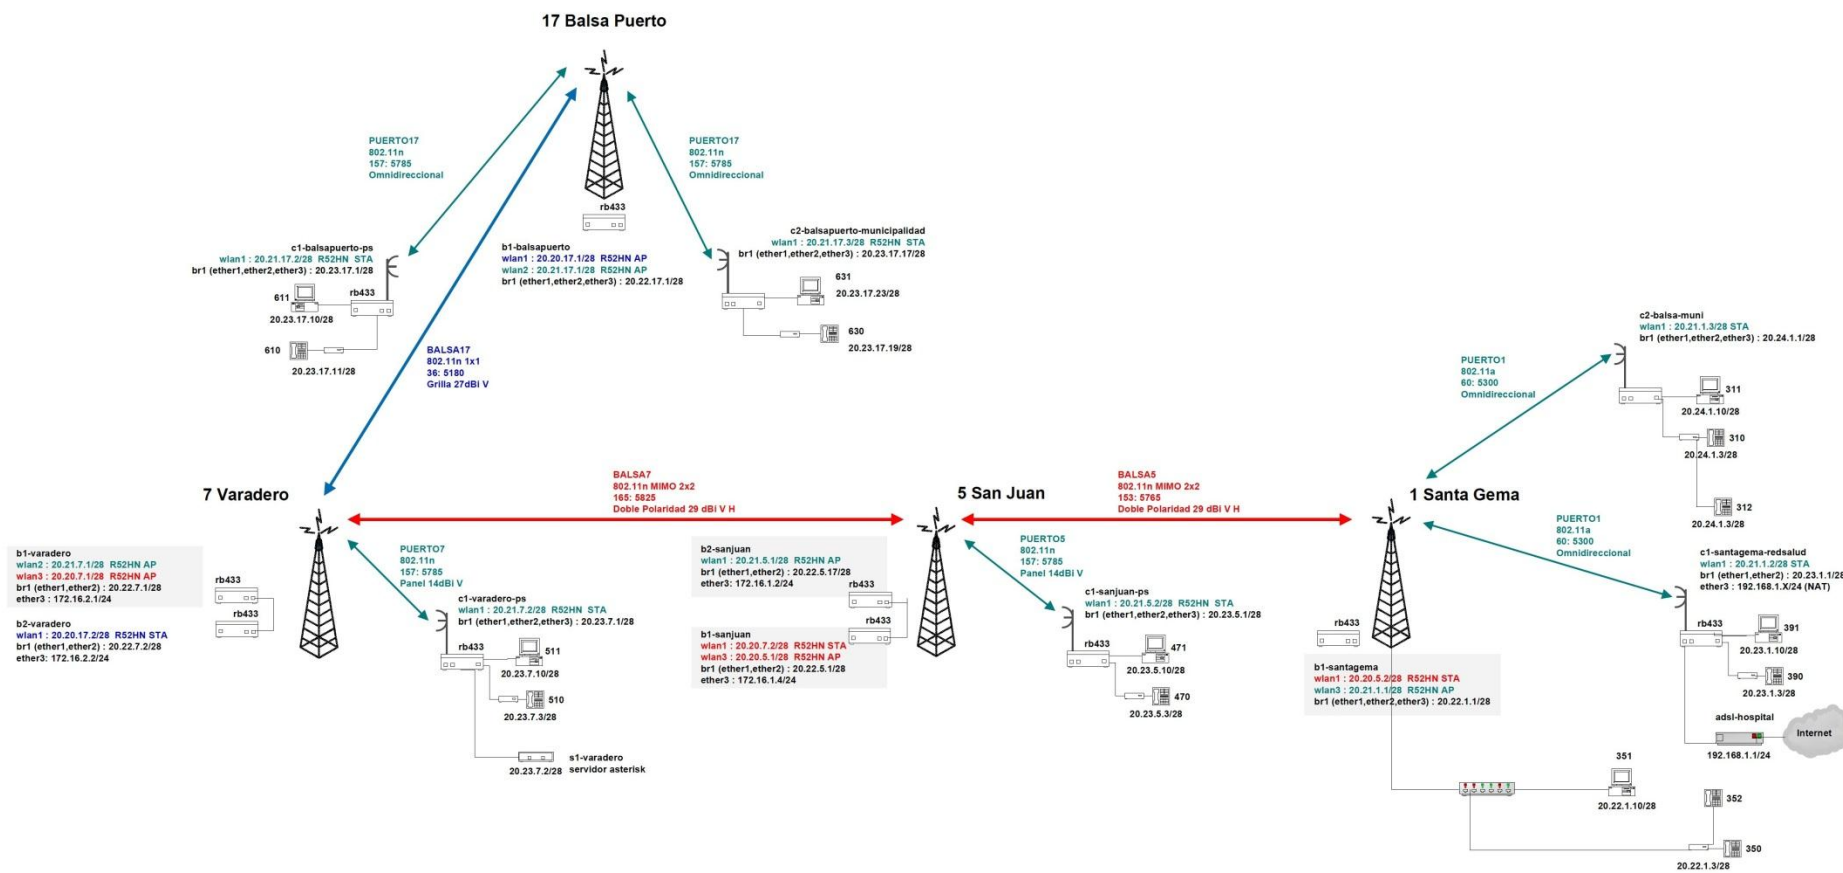 17 Balsa Puerto
PUERTO17
802.11n
157: 5785
Omnidireccional
PUERTO17
802.11n
157: 5785
Omnidireccional
rb433
c1-balsapuerto-ps
wlan1 : 20.21.17.2/28 R52HN STA
br1 (ether1,ether2,ether3) : 20.23.17.1/28
b1-balsapuerto
wlan1 : 20.20.17.1/28 R52HN AP
wlan2 : 20.21.17.1/28 R52HN AP
br1 (ether1,ether2,ether3) : 20.22.17.1/28
c2-balsapuerto-municipalidad
wlan1 : 20.21.17.3/28 R52HN STA
br1 (ether1,ether2,ether3) : 20.23.17.17/28
611
rb433
20.23.17.10/28
610
20.23.17.11/28
631
20.23.17.23/28
630
20.23.17.19/28
BALSA17
802.11n 1x1
36: 5180
Grilla 27dBi V
c2-balsa-muni
wlan1 : 20.21.1.3/28 STA
br1 (ether1,ether2,ether3) : 20.24.1.1/28
PUERTO1
802.11a
60: 5300
Omnidireccional
311
20.24.1.10/28
310
20.24.1.3/28
312
20.24.1.3/28
7 Varadero
BALSA7
802.11n MIMO 2x2
165: 5825
Doble Polaridad 29 dBi V H
5 San Juan
BALSA5
802.11n MIMO 2x2
153: 5765
Doble Polaridad 29 dBi V H
1 Santa Gema
PUERTO1
802.11a
60: 5300
Omnidireccional
b1-varadero
wlan2 : 20.21.7.1/28 R52HN AP
wlan3 : 20.20.7.1/28 R52HN AP
br1 (ether1,ether2) : 20.22.7.1/28
ether3 : 172.16.2.1/24
b2-varadero
wlan1 : 20.20.17.2/28 R52HN STA
br1 (ether1,ether2) : 20.22.7.2/28
ether3: 172.16.2.2/24
rb433
rb433
PUERTO7
802.11n
157: 5785
Panel 14dBi V
c1-varadero-ps
wlan1 : 20.21.7.2/28 R52HN STA
br1 (ether1,ether2,ether3) : 20.23.7.1/28
rb433
511
20.23.7.10/28
510
20.23.7.3/28
s1-varadero
20.23.7.2/28 servidor asterisk
b2-sanjuan
wlan1 : 20.21.5.1/28 R52HN AP
br1 (ether1,ether2) : 20.22.5.17/28
ether3: 172.16.1.2/24
rb433
rb433
b1-sanjuan
wlan1 : 20.20.7.2/28 R52HN STA
wlan3 : 20.20.5.1/28 R52HN AP
br1 (ether1,ether2) : 20.22.5.1/28
ether3 : 172.16.1.4/24
PUERTO5
802.11n
157: 5785
Panel 14dBi V
c1-sanjuan-ps
wlan1 : 20.21.5.2/28 R52HN STA
br1 (ether1,ether2,ether3) : 20.23.5.1/28
rb433
471
20.23.5.10/28
470
20.23.5.3/28
rb433
b1-santagema
wlan1 : 20.20.5.2/28 R52HN STA
wlan3 : 20.21.1.1/28 R52HN AP
br1 (ether1,ether2,ether3) : 20.22.1.1/28
c1-santagema-redsalud
wlan1 : 20.21.1.2/28 STA
br1 (ether1,ether2) : 20.23.1.1/28
ether3 : 192.168.1.X/24 (NAT)
rb433
391
20.23.1.10/28
390
20.23.1.3/28
adsl-hospital
Internet
192.168.1.1/24
351
20.22.1.10/28
352
350
20.22.1.3/28